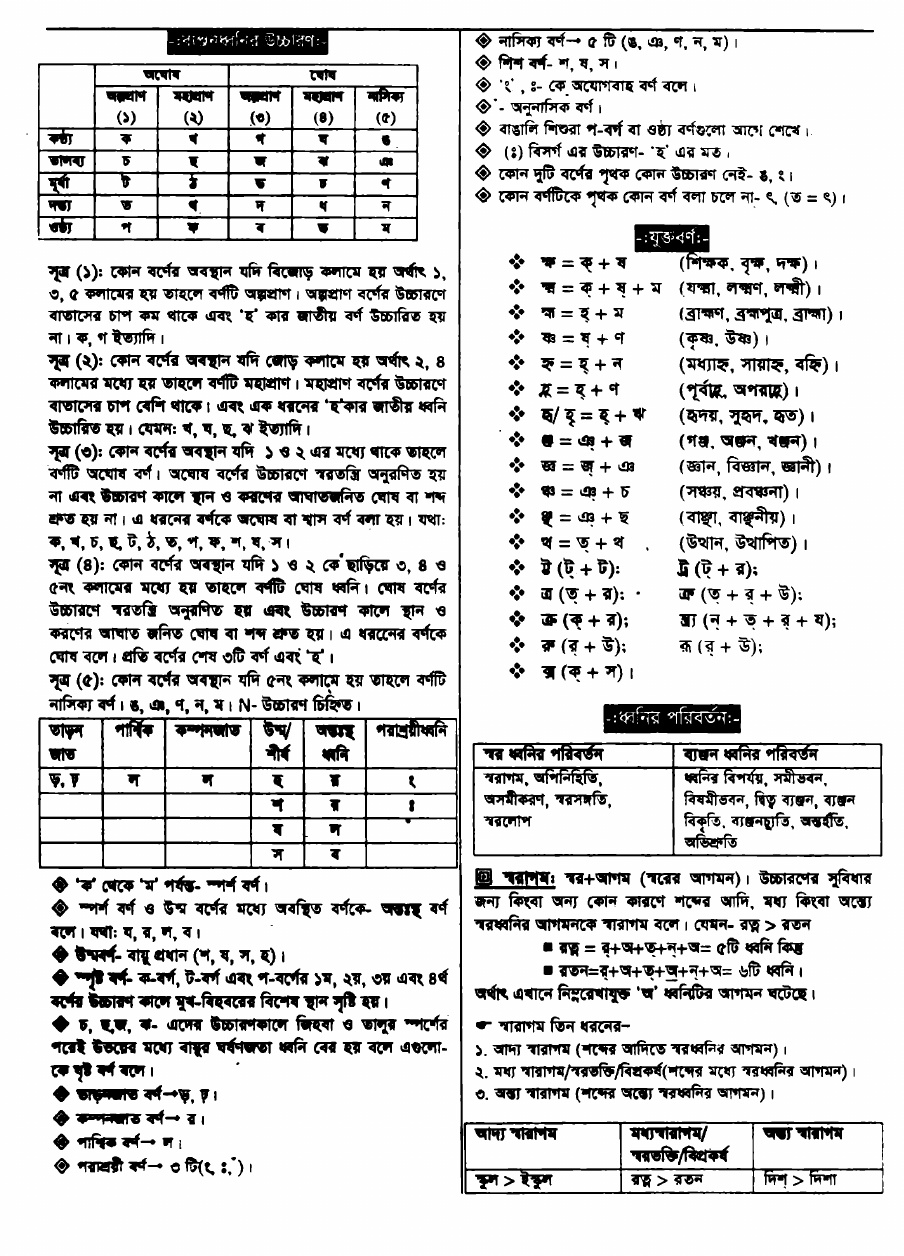 -:ব্যঞ্জনধ্বনির উচ্চারণ:-
অঘোষ ঘোষ
অল্পপ্রাণ মহাপ্রাণ অল্পপ্রাণ মহাপ্রাণ নাসিক্য
(১) (২) (৩) (৪) (৫)
কন্ঠ্য ক খ গ ঘ ঙ
তালব্য চ ছ জ ঝ ঞ
মূর্ধা ট ঠ ড ঢ ণ
দন্ত্য ত থ দ ধ ন
ওষ্ঠ্য প ফ ব ভ ম
সূত্র (১): কোন বর্ণের অবস্থান যদি বিজোড় কলামে হয় অর্থাৎ ১,
৩, ৫ কলামের হয় তাহলে বর্ণটি অল্পপ্রাণ। অল্পপ্রাণ বর্ণের উচ্চারণে
বাতাসের চাপ কম থাকে এবং ‘হ’ কার জাতীয় বর্ণ উচ্চারিত হয়
না। ক, গ ইত্যাদি।
সূত্র (২): কোন বর্ণের অবস্থান যদি জোড় কলামে হয় অর্থাৎ ২, ৪
কলামের মধ্যে হয় তাহলে বর্ণটি মহাপ্রাণ। মহাপ্রাণ বর্ণের উচ্চারণে
বাতাসের চাপ বেশি থাকে। এবং এক ধরনের ‘হ’কার জাতীয় ধ্বনি
উচ্চারিত হয়। যেমন: খ, ঘ, ছ, ঝ ইত্যাদি।
সূত্র (৩): কোন বর্ণের অবস্থান যদি ১ ও ২ এর মধ্যে থাকে তাহলে
বর্ণটি অঘোষ বর্ণ। অঘোষ বর্ণের উচ্চারণে স্বরতন্ত্রি অনুরণিত হয়
না এবং উচ্চারণ কালে স্থান ও করণের আঘাতজনিত ঘোষ বা শব্দ
শ্রুত হয় না। এ ধরনের বর্ণকে অঘোষ বা শ্বাস বর্ণ বলা হয়। যথা:
ক, খ, চ, ছ, ট, ঠ, ত, প, ফ, শ, ষ, স।
সূত্র (৪): কোন বর্ণের অবস্থান যদি ১ ও ২ কে ছাড়িয়ে ৩, ৪ ও
৫নং কলামের মধ্যে হয় তাহলে বর্ণটি ঘোষ ধ্বনি। ঘোষ বর্ণের
উচ্চারণে স্বরতন্ত্রি অনুরণিত হয় এবং উচ্চারণ কালে স্থান ও
করণের আঘাত জনিত ঘোষ বা শব্দ শ্রুত হয়। এ ধরনের বর্ণকে
ঘোষ বলে। প্রতি বর্ণের শেষ ৩টি বর্ণ এবং ‘হ’।
সূত্র (৫): কোন বর্ণের অবস্থান যদি ৫নং কলামে হয় তাহলে বর্ণটি
নাসিক্য বর্ণ। ঙ, ঞ, ণ, ন, ম। N- উচ্চারণ চিহ্নিত।
তাড়ন পার্শ্বিক কম্পনজাত উষ্ম/ অন্তঃস্থ পরাশ্রয়ীধ্বনি
জাত শীর্ষ ধ্বনি
ড়, ঢ় ল ল হ য় ং
শ র ঃ
ষ ল
স ব
◈ ‘ক’ থেকে ‘ম’ পর্যন্ত- স্পর্শ বর্ণ।
◈ স্পর্শ বর্ণ ও উষ্ম বর্ণের মধ্যে অবস্থিত বর্ণকে- অন্তঃস্থ বর্ণ
বলে। যথা: য, র, ল, ব।
◈ উষ্মবর্ণ- বায়ু প্রধান (শ, ষ, স, হ)।
◈ স্পৃষ্ট বর্ণ- ক-বর্গ, ট-বর্গ এবং প-বর্গের ১ম, ২য়, ৩য় এবং ৪র্থ
বর্ণের উচ্চারণ কালে মুখ-বিহবরের বিশেষ স্থান সৃষ্টি হয়।
◈ চ, ছ,জ, ঝ- এদের উচ্চারণকালে জিহবা ও তালুর স্পর্শের
পরেই উভয়ের মধ্যে বায়ুর ঘর্ষণজাত ধ্বনি বের হয় বলে এগুলো-
কে ঘৃষ্ট বর্ণ বলে।
◈ তাড়নজাত বর্ণ→ড়, ঢ়।
◈ কম্পনজাত বর্ণ→ র।
◈ পার্শ্বিক বর্ণ→ ল।
◈ পরাশ্রয়ী বর্ণ→ ৩ টি(ং, ঃ, ঁ)।
◈ নাসিক্য বর্ণ→ ৫ টি (ঙ, ঞ, ণ, ন, ম)।
◈ শিশ বর্ণ- শ, ষ, স।
◈ ‘ং’ , ঃ- কে অযোগবাহ বর্ণ বলে।
◈ ঁ - অনুনাসিক বর্ণ।
◈ বাঙালি শিশুরা প-বর্গ বা ওষ্ঠ্য বর্ণগুলো আগে শেখে।
◈ (ঃ) বিসর্গ এর উচ্চারণ- ‘হ’ এর মত।
◈ কোন দুটি বর্ণের পৃথক কোন উচ্চারণ নেই- ঙ, ং।
◈ কোন বর্ণটিকে পৃথক কোন বর্ণ বলা চলে না- ৎ, (ত = ৎ)।
-:যুক্তবর্ণ:-
❖ ক্ষ = ক্ + ষ (শিক্ষক, বৃক্ষ, দক্ষ)।
❖ ক্ষ্ম = ক্ + ষ্ + ম (যক্ষ্মা, লক্ষ্মণ, লক্ষ্মী)।
❖ হ্ম = হ্ + ম (ব্রাহ্মণ, ব্রহ্মপুত্র, ব্রাহ্মা)।
❖ ষ্ণ = ষ্ + ণ (কৃষ্ণ, উষ্ণ)।
❖ হ্ন = হ্ + ন (মধ্যাহ্ন, সায়াহ্ন, বহ্নি)।
❖ হ্ণ = হ্ + ণ (পূর্বাহ্ণ, অপরাহ্ণ)।
❖ হৃ/ হৃ = হ্ + ঋ (হৃদয়, সুহৃদ, হৃত)।
❖ ঞ্জ = ঞ্ + জ (গঞ্জ, অঞ্জন, খঞ্জন)।
❖ জ্ঞ = জ্ + ঞ (জ্ঞান, বিজ্ঞান, জ্ঞানী)।
❖ ঞ্চ = ঞ্ + চ (সঞ্চয়, প্রবঞ্চনা)।
❖ ঞ্ছ = ঞ্ + ছ (বাঞ্ছা, বাঞ্ছনীয়)।
❖ ত্থ = ত্ + থ (উত্থান, উত্থাপিত)।
❖ ট্ট (ট্ + ট): ট্র (ট্ + র);
❖ ত্র (ত্ + র): ত্রু (ত্ + র্ + উ);
❖ ক্র (ক্ + র); ন্ত্র্য (ন্ + ত্ + র্ + য);
❖ রু (র্ + উ); রূ (র্ + ঊ);
❖ ক্স (ক্ + স)।
-:ধ্বনির পরিবর্তন:-
স্বর ধ্বনির পরিবর্তন ব্যঞ্জন ধ্বনির পরিবর্তন
স্বরাগম, অপিনিহিতি, ধ্বনির বিপর্যয়, সমীভবন,
অসমীকরণ, স্বরসঙ্গতি, বিষমীভবন, দ্বিত্ব ব্যঞ্জন, ব্যঞ্জন
স্বরলোপ বিকৃতি, ব্যঞ্জনচ্যুতি, অন্তর্হতি,
অভিশ্রুতি
স্বরাগম: স্বর+আগম (স্বরের আগমন)। উচ্চারণের সুবিধার
জন্য কিংবা অন্য কোন কারণে শব্দের আদি, মধ্য কিংবা অন্ত্যে
স্বরধ্বনির আগমনকে স্বারাগম বলে। যেমন- রত্ন > রতন
■ রত্ন = র্+অ+ত্+ন্+অ= ৫টি ধ্বনি কিন্তু
■ রতন=র্+অ+ত্+অ+ন্+অ= ৬টি ধ্বনি।
অর্থাৎ এখানে নিম্নরেখাযুক্ত ‘অ’ ধ্বনিটির আগমন ঘটেছে।
☛ স্বারাগম তিন ধরনের–
১. আদ্য স্বারাগম (শব্দের আদিতে স্বরধ্বনির আগমন)।
২. মধ্য স্বারাগম/স্বরভক্তি/বিপ্রকর্ষ(শব্দের মধ্যে স্বরধ্বনির আগমন)।
৩. অন্ত্য স্বারাগম (শব্দের অন্ত্যে স্বরধ্বনির আগমন)।
আদ্য স্বারাগম মধ্যস্বারাগম/ অন্ত্য স্বারাগম
স্বরভক্তি/বিপ্রকর্ষ
স্কুল > ইস্কুল রত্ন > রতন দিশ্ > দিশা